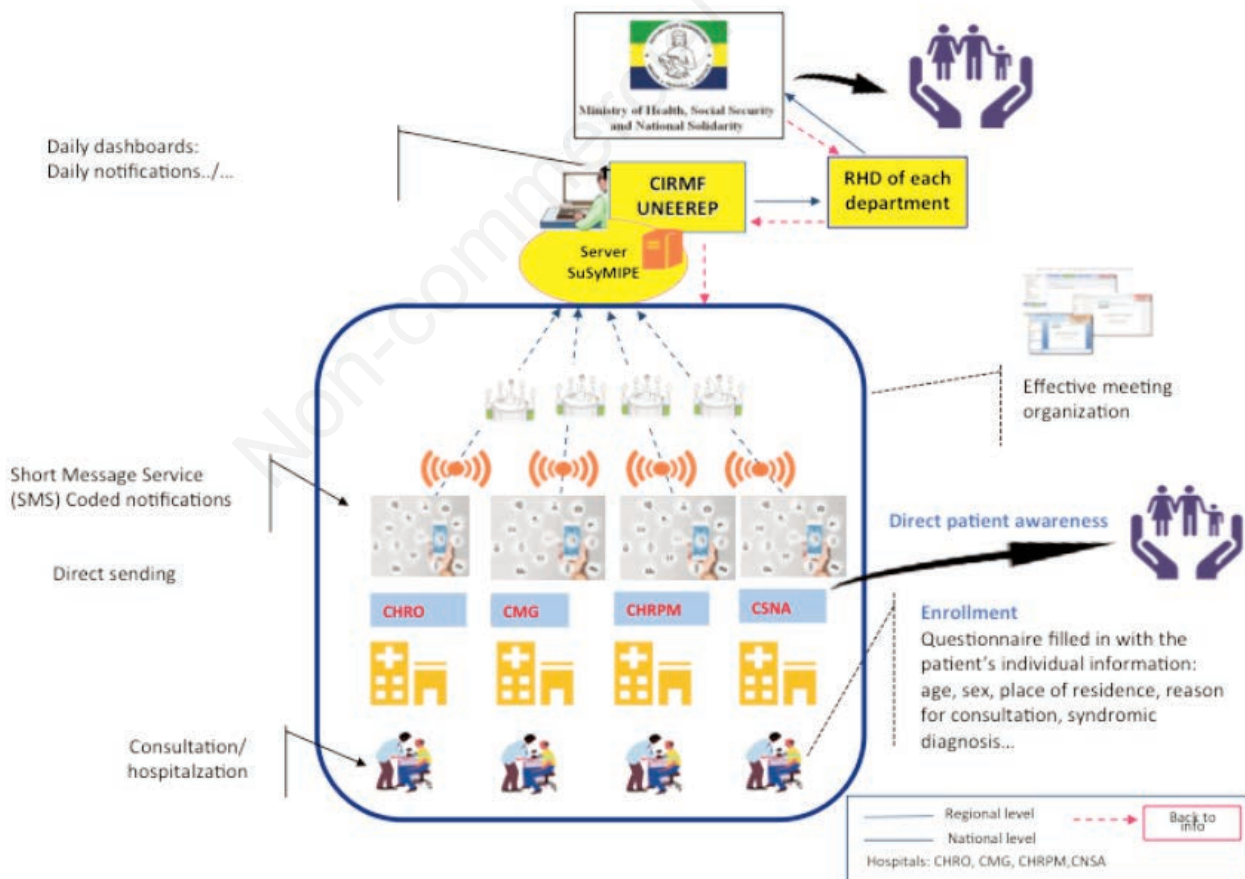 Ministry of Health, Social Security
and National Solidarity
Daily dashboards:
Daily notifications../...
CIRMF
UNEEREP
RHD of each
department
Server
SuSyMIPE
Effective meeting
organization
Short Message Service
(SMS) Coded notifications
Direct sending
Direct patient awareness
CHRO
CMG
CHRPM
CSNA
Enrollment
Questionnaire filled in with the
patient's individual information:
age, sex, place of residence, reason
for consultation, syndromic
diagnosis...
Consultation/
hospitalzation
Regional level
National level
Back to
info
Hospitals: CHRO, CMG, CHRPM,CNSA
Non-commerc